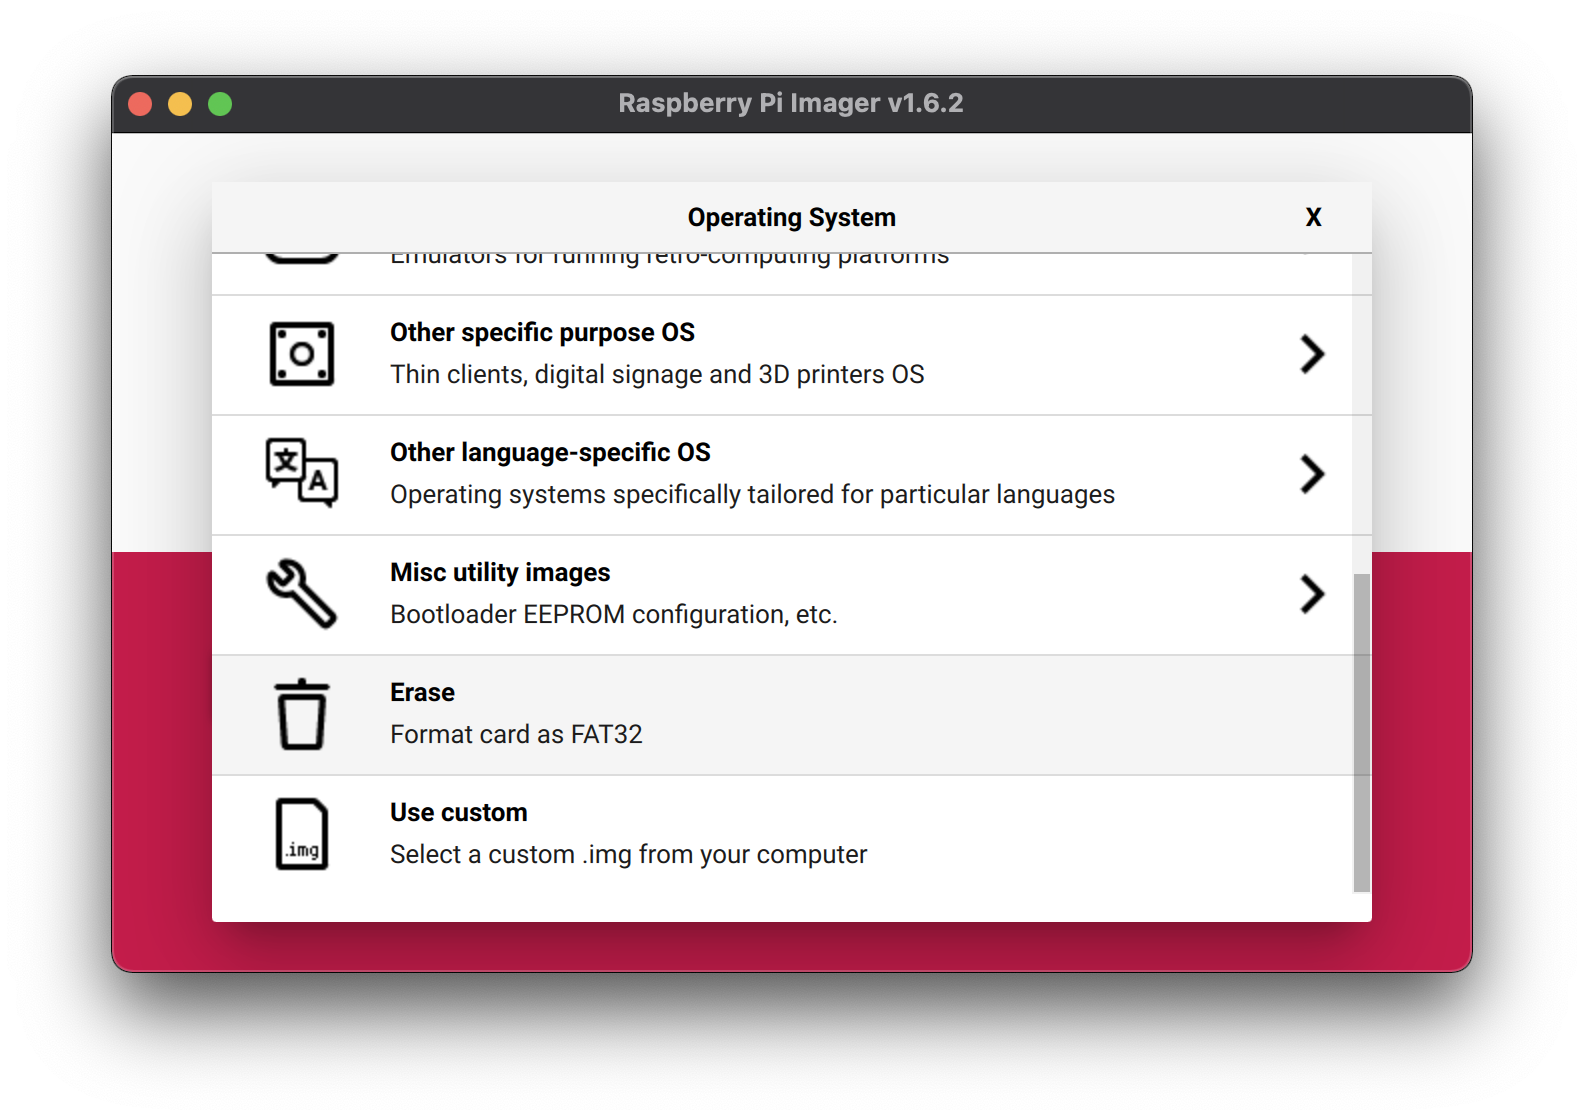 Raspberry Pi Imager v1.6.2
Operating System X
Emulators for running retro-computing platforms
Other specific purpose OS
Thin clients, digital signage and 3D printers OS
文A
Other language-specific OS
Operating systems specifically tailored for particular languages
Misc utility images
Bootloader EEPROM configuration, etc.
Erase
Format card as FAT32
.img
Use custom
Select a custom .img from your computer